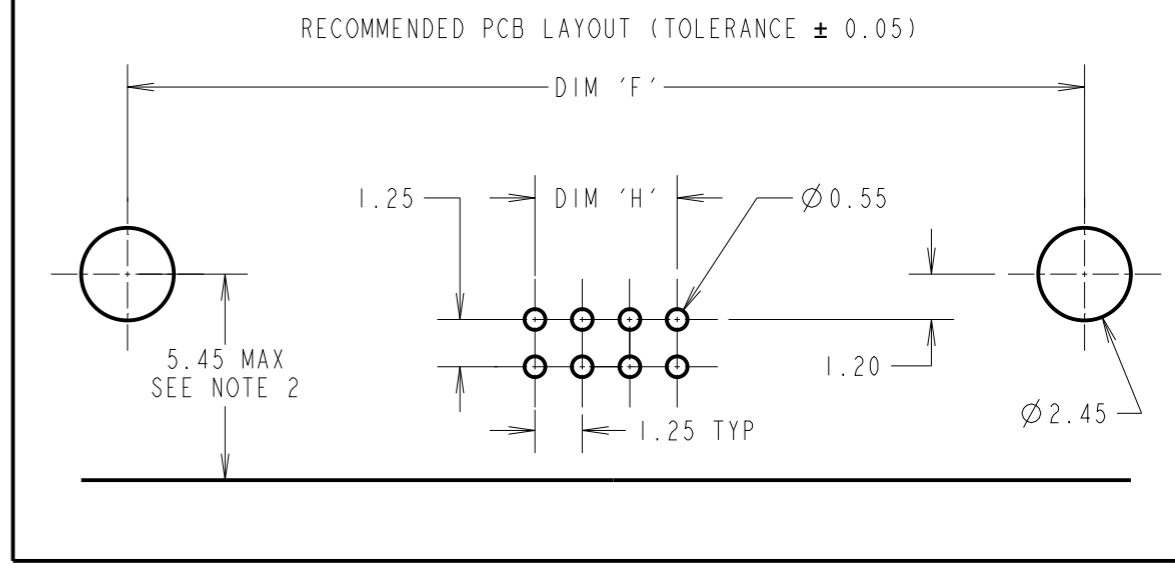 RECOMMENDED PCB LAYOUT (TOLERANCE ± 0.05)
DIM 'F'
1.25
DIM 'H'
Ø0.55
5.45 MAX
SEE NOTE 2
1.20
Ø2.45
1.25 TYP